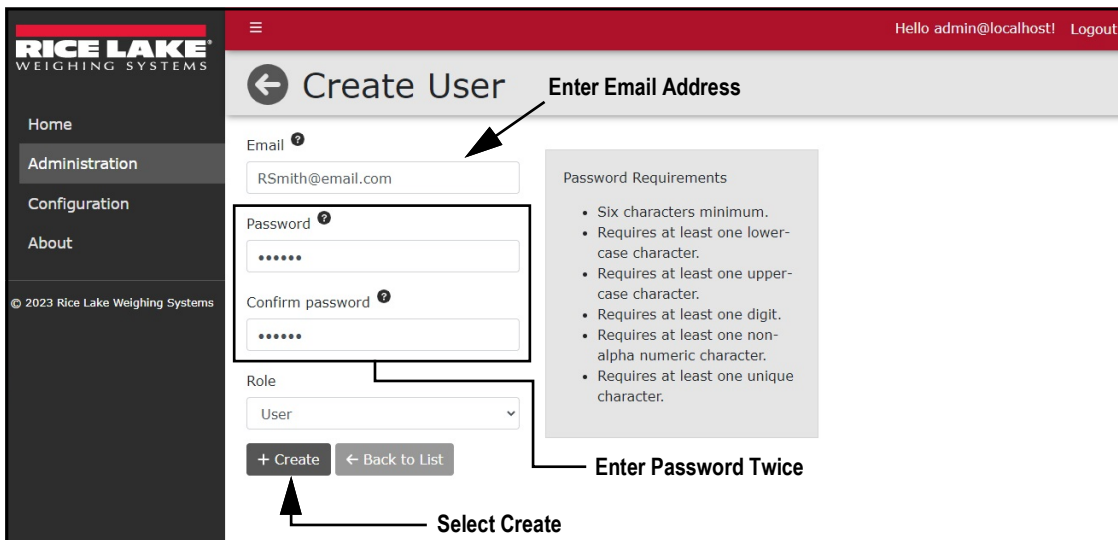 RICE LAKE®
WEIGHING SYSTEMS
Home
Administration
Configuration
About
© 2023 Rice Lake Weighing Systems
Hello admin@localhost! Logout
Create User
Enter Email Address
Email
RSmith@email.com
Password
••••••
Confirm password
••••••
Role
User
+ Create
← Back to List
Password Requirements
• Six characters minimum.
• Requires at least one lower-
case character.
• Requires at least one upper-
case character.
• Requires at least one digit.
• Requires at least one non-
alpha numeric character.
• Requires at least one unique
character.
Enter Password Twice
Select Create